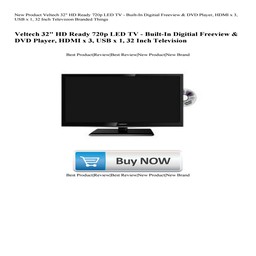 New Product Veltech 32" HD Ready 720p LED TV - Built-In Digitial Freeview & DVD Player, HDMI x 3,
USB x 1, 32 Inch Television Branded Things
Veltech 32" HD Ready 720p LED TV - Built-In Digitial Freeview &
DVD Player, HDMI x 3, USB x 1, 32 Inch Television
Best Product|Review|Best Review|New Product|New Brand
Buy NOW
Best Product|Review|Best Review|New Product|New Brand